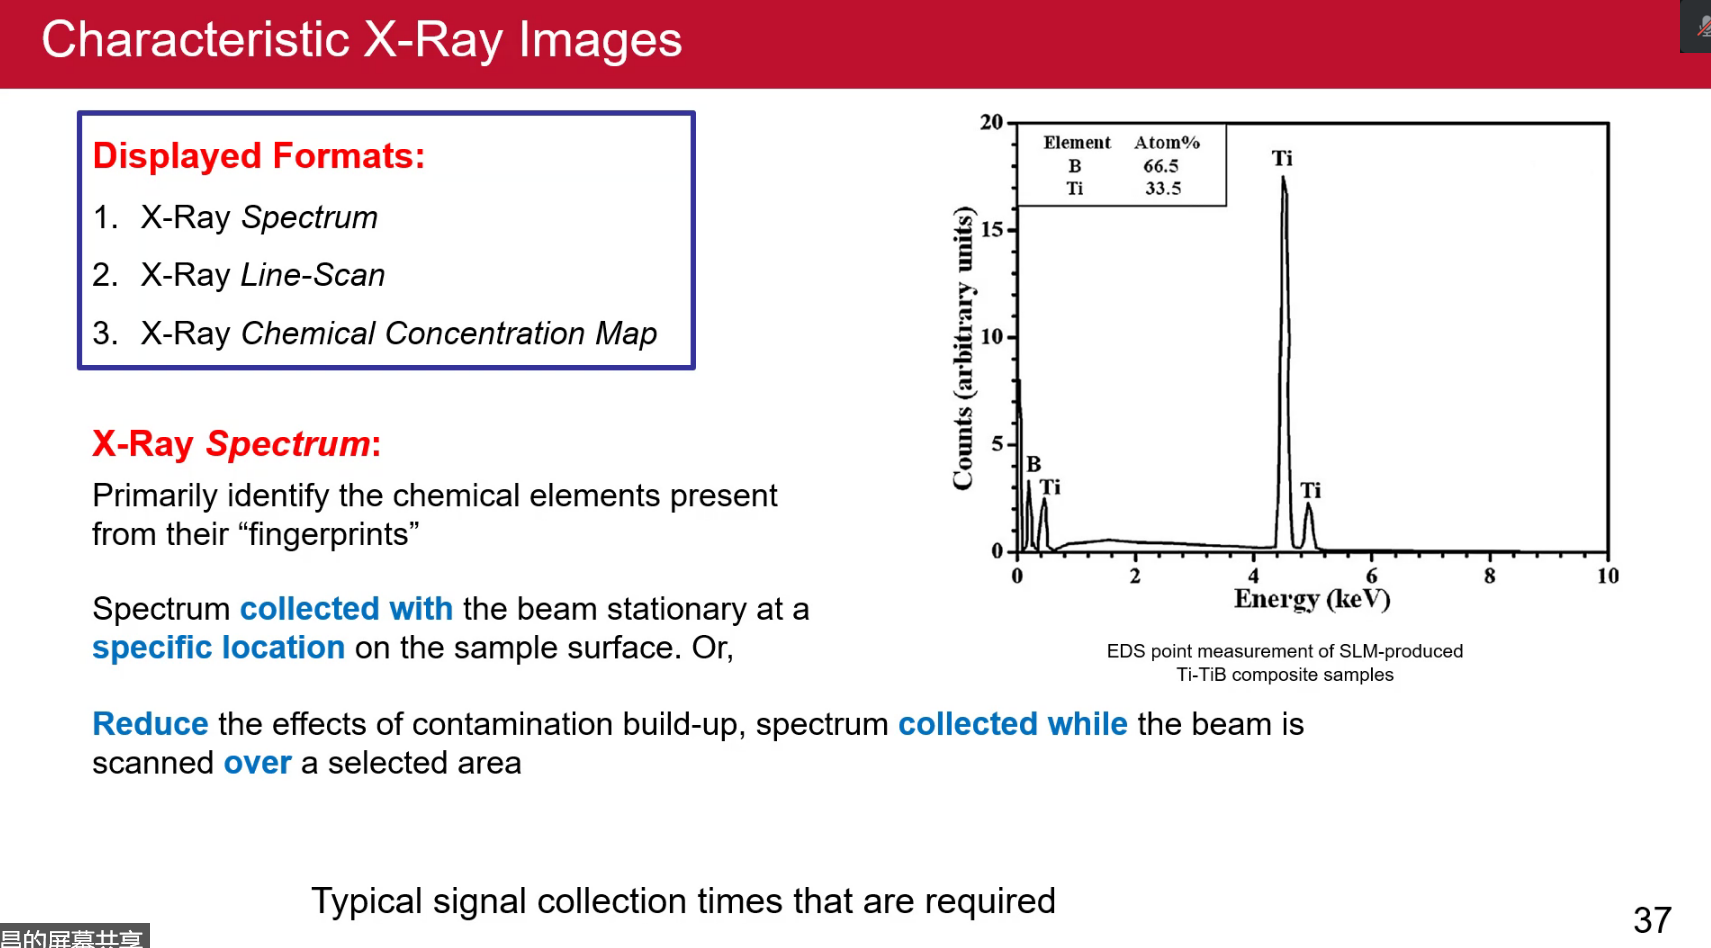 Characteristic X-Ray Images
Displayed Formats:
1. X-Ray Spectrum
2. X-Ray Line-Scan
3. X-Ray Chemical Concentration Map
X-Ray Spectrum:
Primarily identify the chemical elements present
from their “fingerprints”
Spectrum collected with the beam stationary at a
specific location on the sample surface. Or,
Reduce the effects of contamination build-up, spectrum collected while the beam is
scanned over a selected area
Typical signal collection times that are required
Element Atom%
B 66.5
Ti 33.5
Ti
B
Ti
Ti
Counts (arbitrary units)
20
15
10
5
0
0 2 4 6 8 10
Energy (keV)
EDS point measurement of SLM-produced
Ti-TiB composite samples
37
昌的屏幕共享